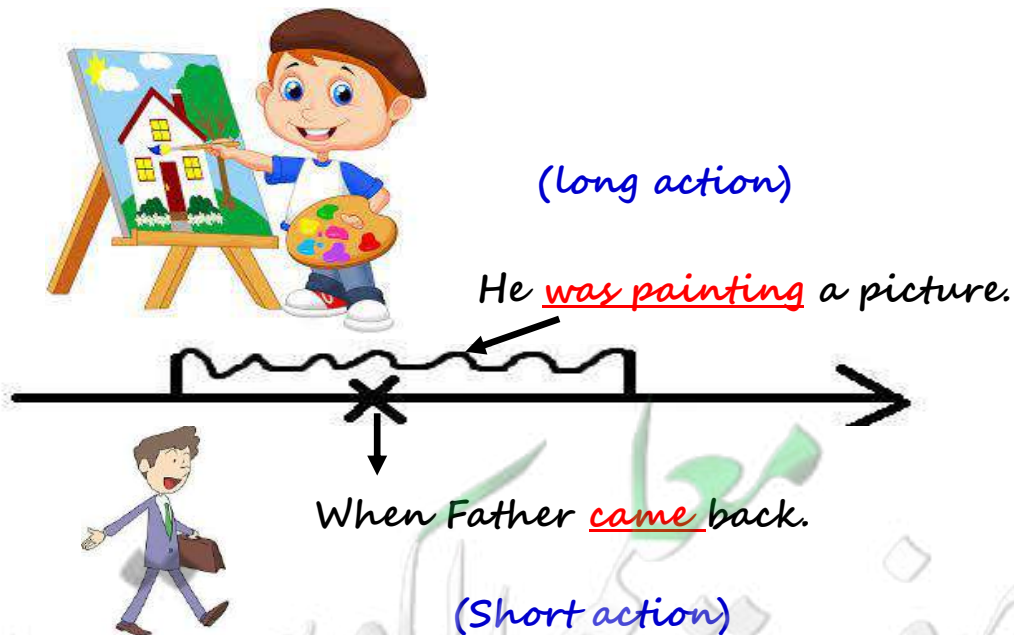 (long action)
He was painting a picture.
When Father came back.
(Short action)